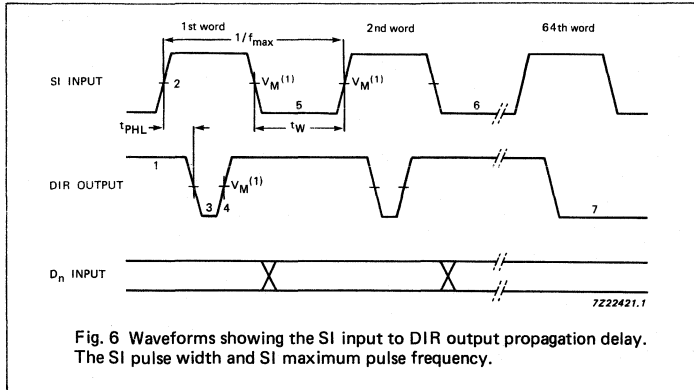 1st word
2nd word
64th word
1/fmax
SI INPUT
2
VM(1)
5
VM(1)
6
tPHL
tW
1
DIR OUTPUT
VM(1)
3
4
7
Dn INPUT
7Z22421.1
Fig. 6 Waveforms showing the SI input to DIR output propagation delay.
The SI pulse width and SI maximum pulse frequency.